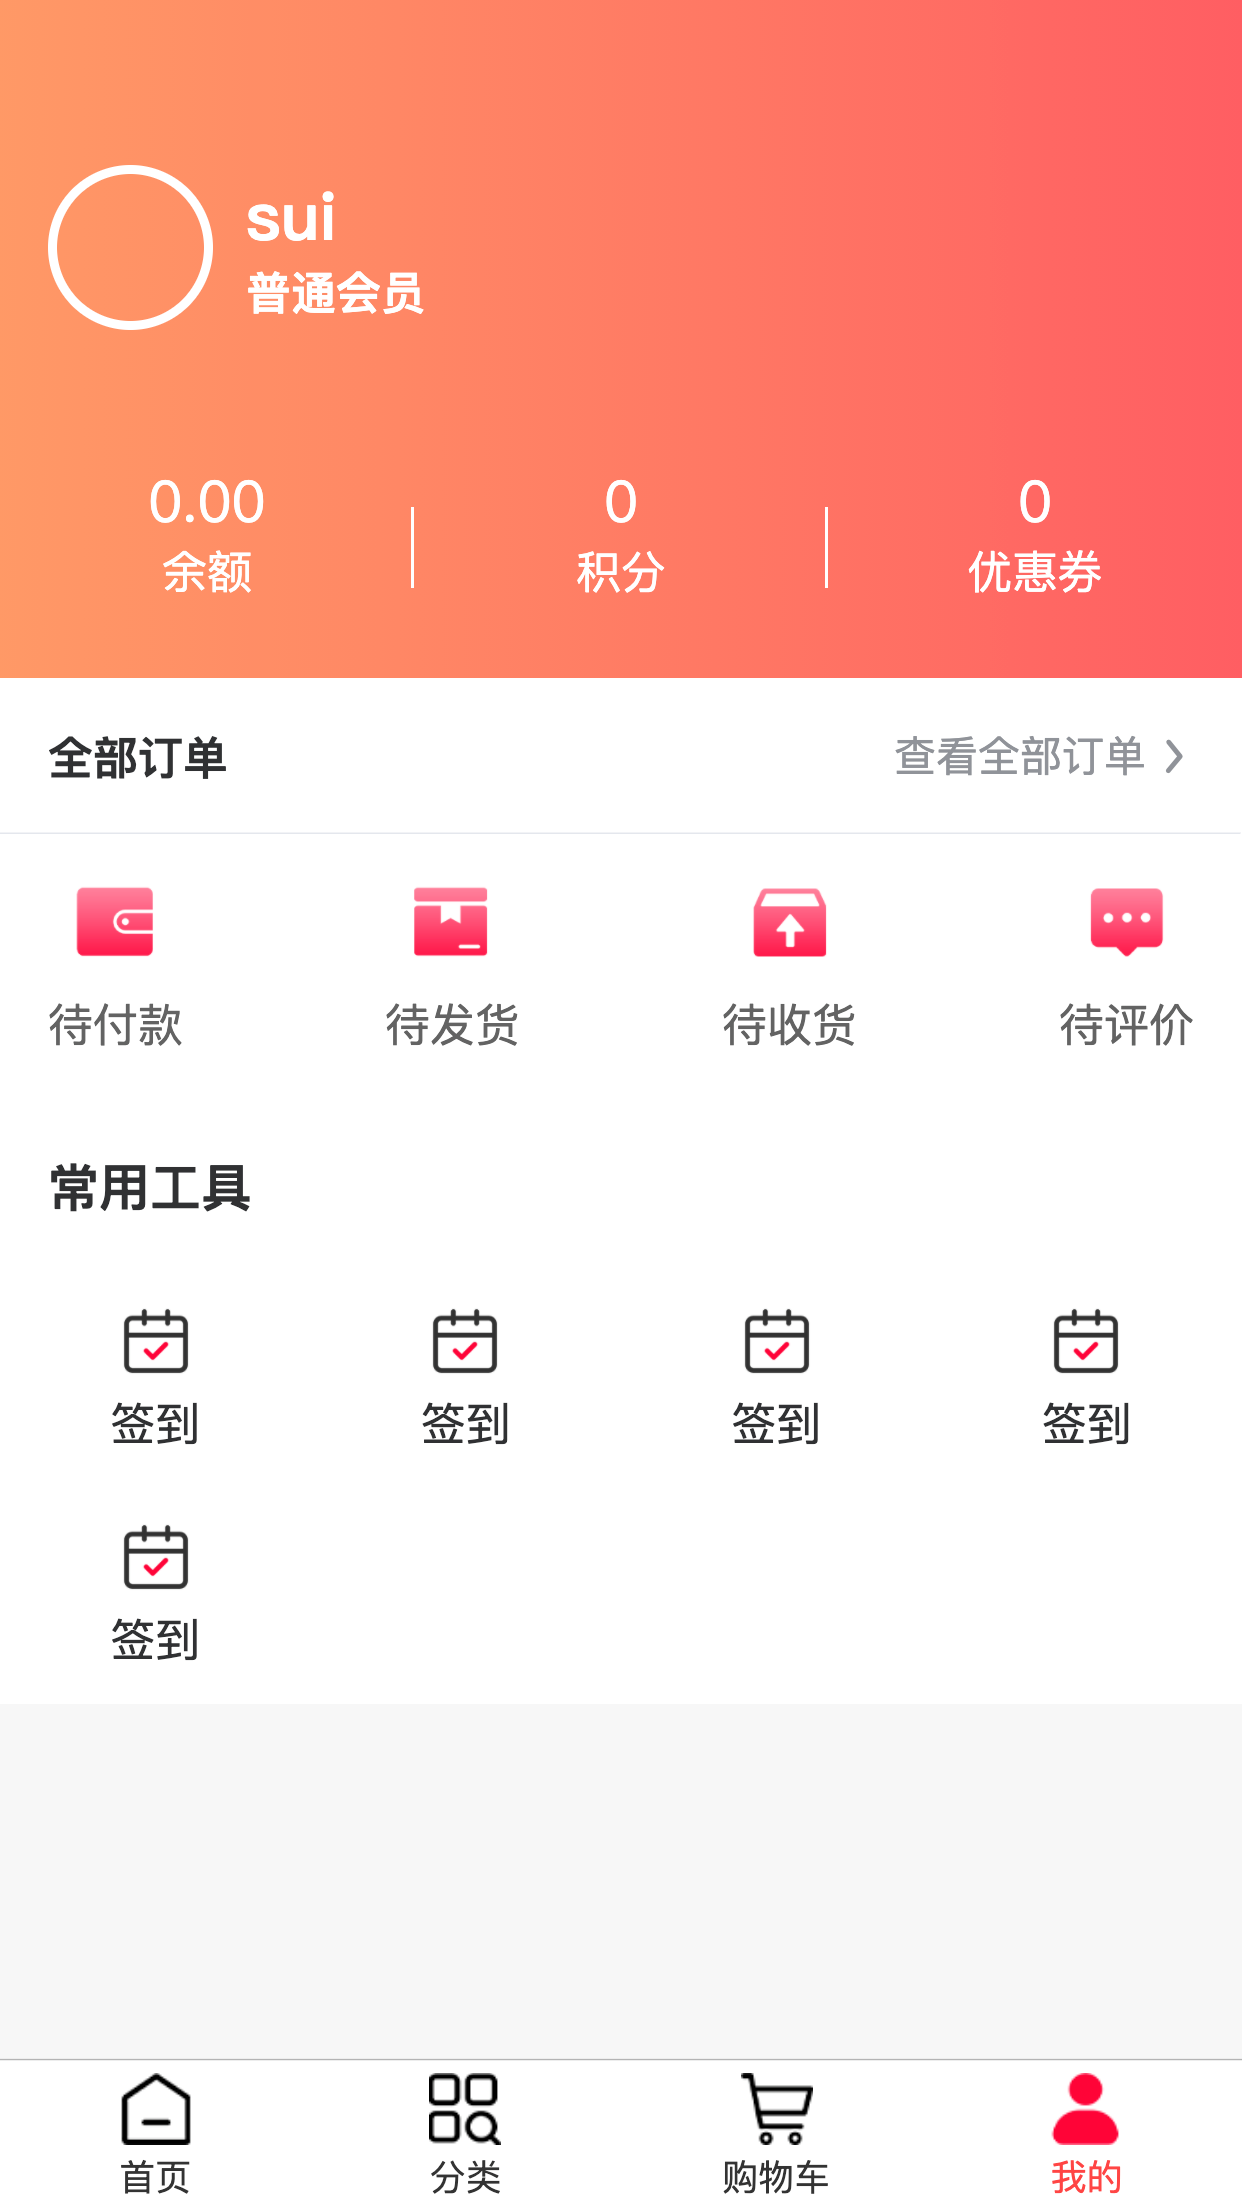 sui
普通会员
0.00
0
0
余额
积分
优惠券
全部订单
查看全部订单
待付款
待发货
待收货
待评价
常用工具
签到
签到
签到
签到
签到
首页
分类
购物车
我的